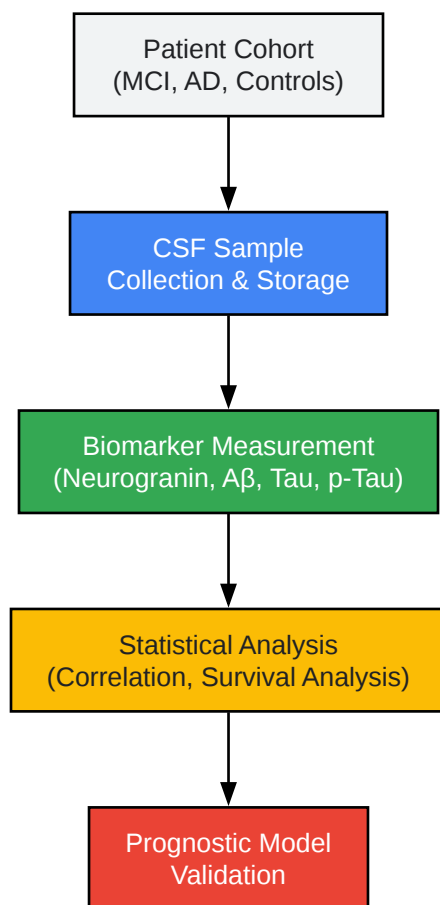 Patient Cohort
(MCI, AD, Controls)
CSF Sample
Collection & Storage
Biomarker Measurement
(Neurogranin, Aβ, Tau, p-Tau)
Statistical Analysis
(Correlation, Survival Analysis)
Prognostic Model
Validation